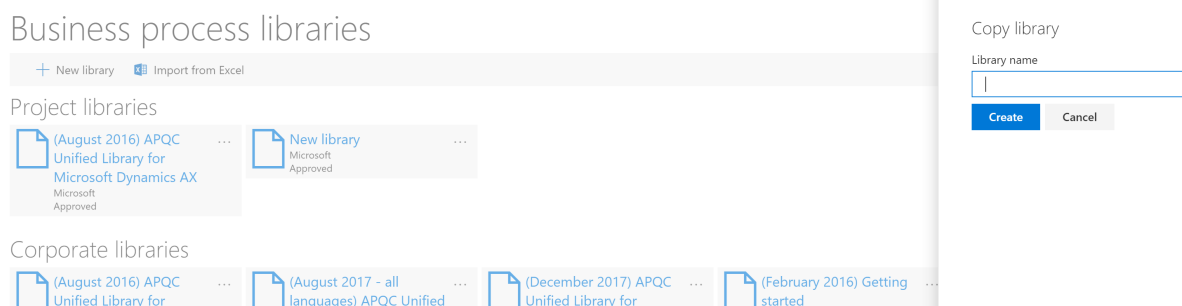 Business process libraries
Copy library
Library name
New library Import from Excel
Create Cancel
Project libraries
(August 2016) APQC ...
Unified Library for
Microsoft Dynamics AX
Microsoft
Approved
New library ...
Microsoft
Approved
Corporate libraries
(August 2016) APQC ...
Unified Library for
(August 2017 - all ...
languages) APQC Unified
(December 2017) APQC ...
Unified Library for
(February 2016) Getting ...
started